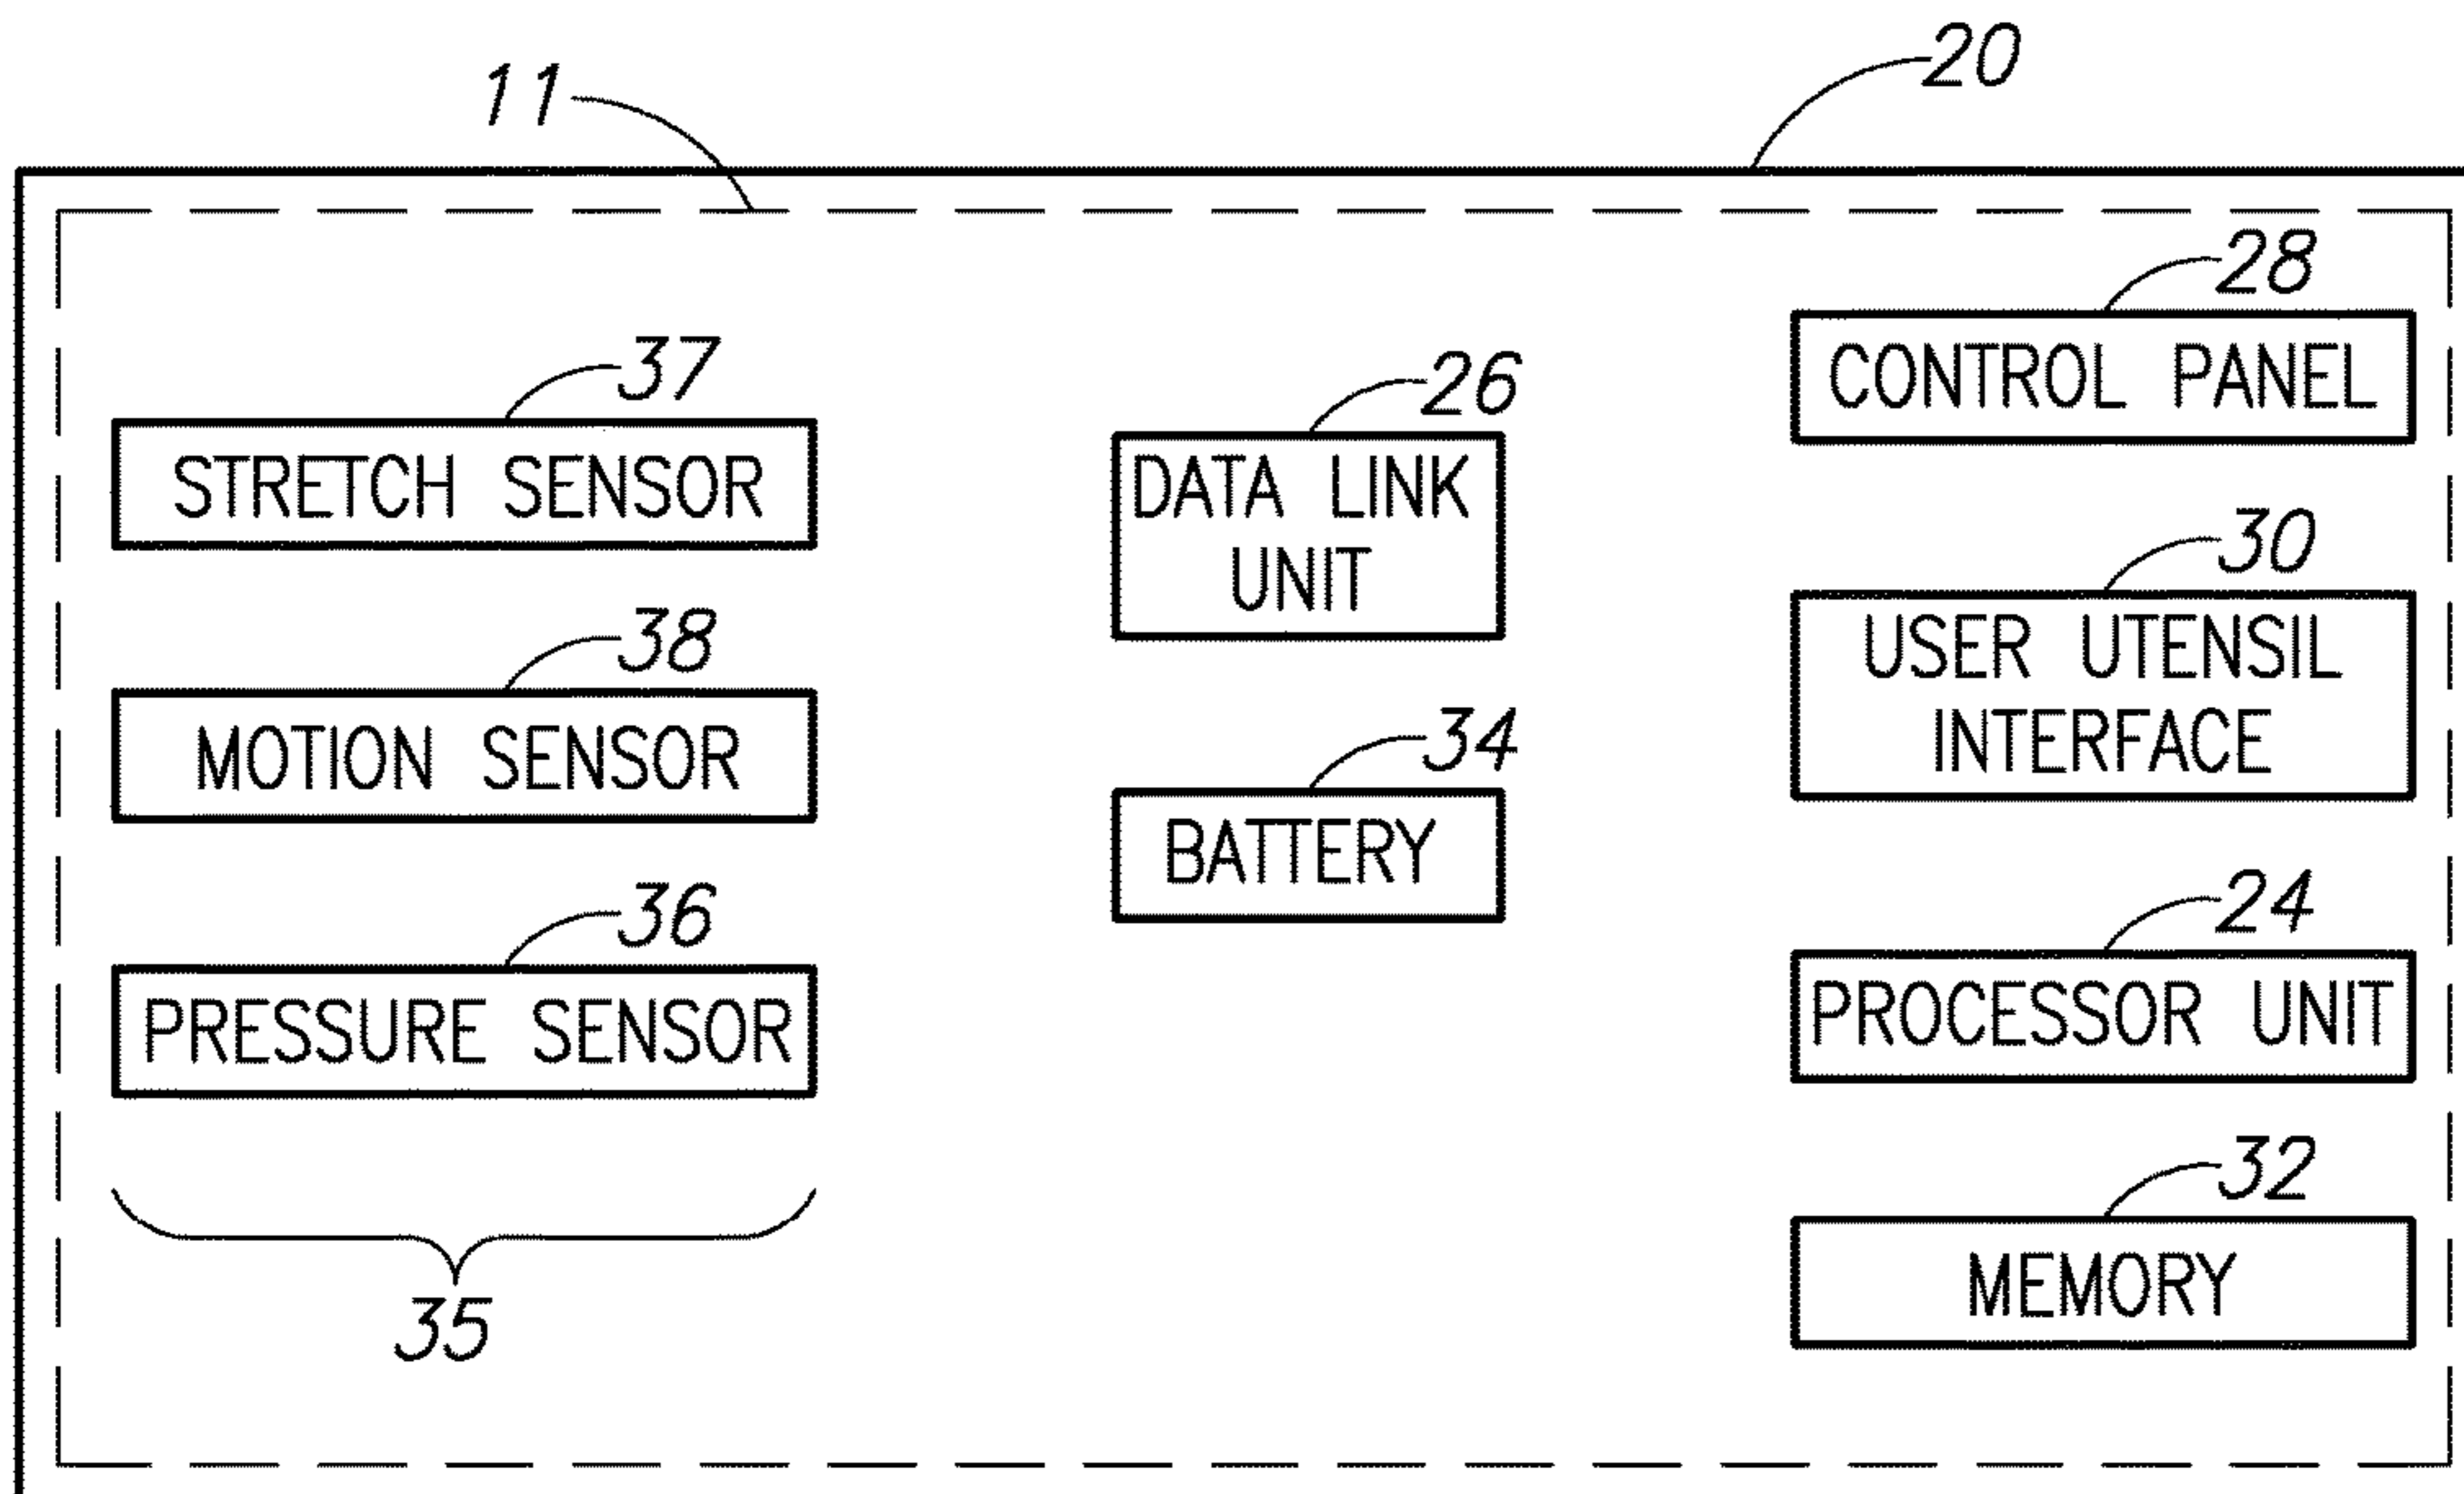 11
20
28
CONTROL PANEL
37
STRETCH SENSOR
26
DATA LINK
UNIT
30
USER UTENSIL
INTERFACE
38
MOTION SENSOR
34
BATTERY
36
PRESSURE SENSOR
24
PROCESSOR UNIT
32
MEMORY
35